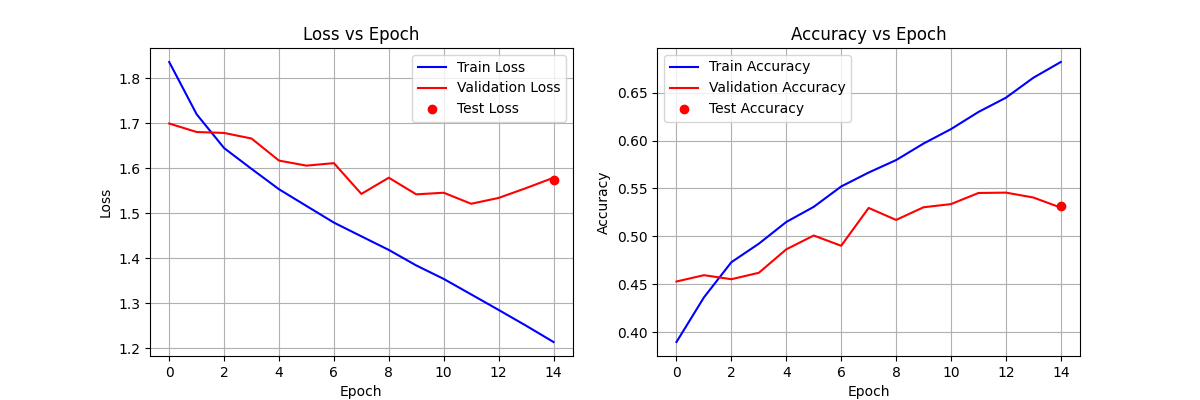 Loss vs Epoch
Train Loss
Validation Loss
Test Loss
1.8
1.7
1.6
1.5
1.4
1.3
1.2
Loss
0 2 4 6 8 10 12 14
Epoch
Accuracy vs Epoch
Train Accuracy
Validation Accuracy
Test Accuracy
0.65
0.60
0.55
0.50
0.45
0.40
Accuracy
0 2 4 6 8 10 12 14
Epoch